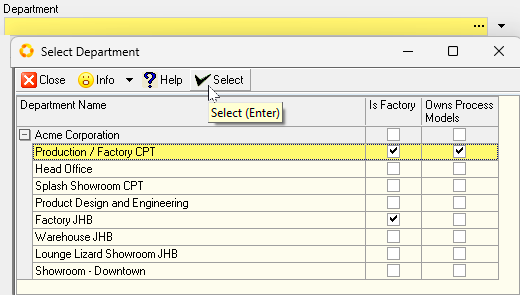 Department
...
Select Department
Close Info Help Select
Select (Enter)
Department Name Is Factory Owns Process Models
Acme Corporation
Production / Factory CPT
Head Office
Splash Showroom CPT
Product Design and Engineering
Factory JHB
Warehouse JHB
Lounge Lizard Showroom JHB
Showroom - Downtown